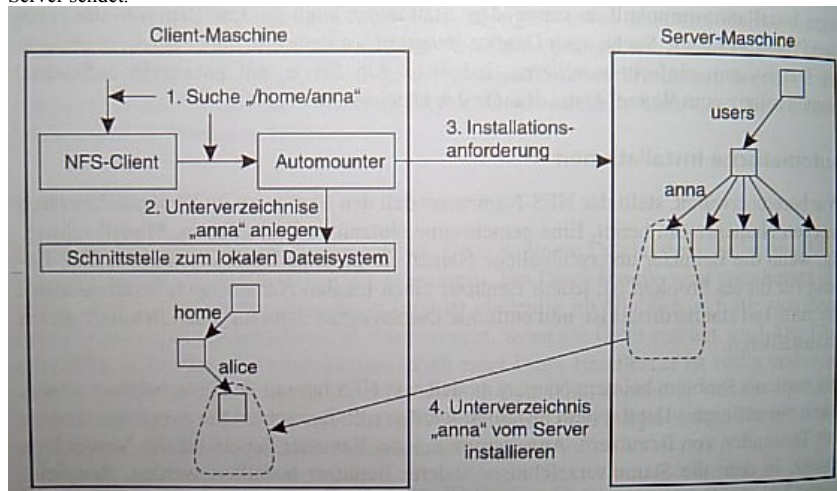 Server sendet.
Client-Maschine
Server-Maschine
1. Suche „/home/anna“
users
3. Installations-
anforderung
NFS-Client
Automounter
anna
2. Unterverzeichnis
„anna“ anlegen
Schnittstelle zum lokalen Dateisystem
home
alice
4. Unterverzeichnis
„anna“ vom Server
installieren